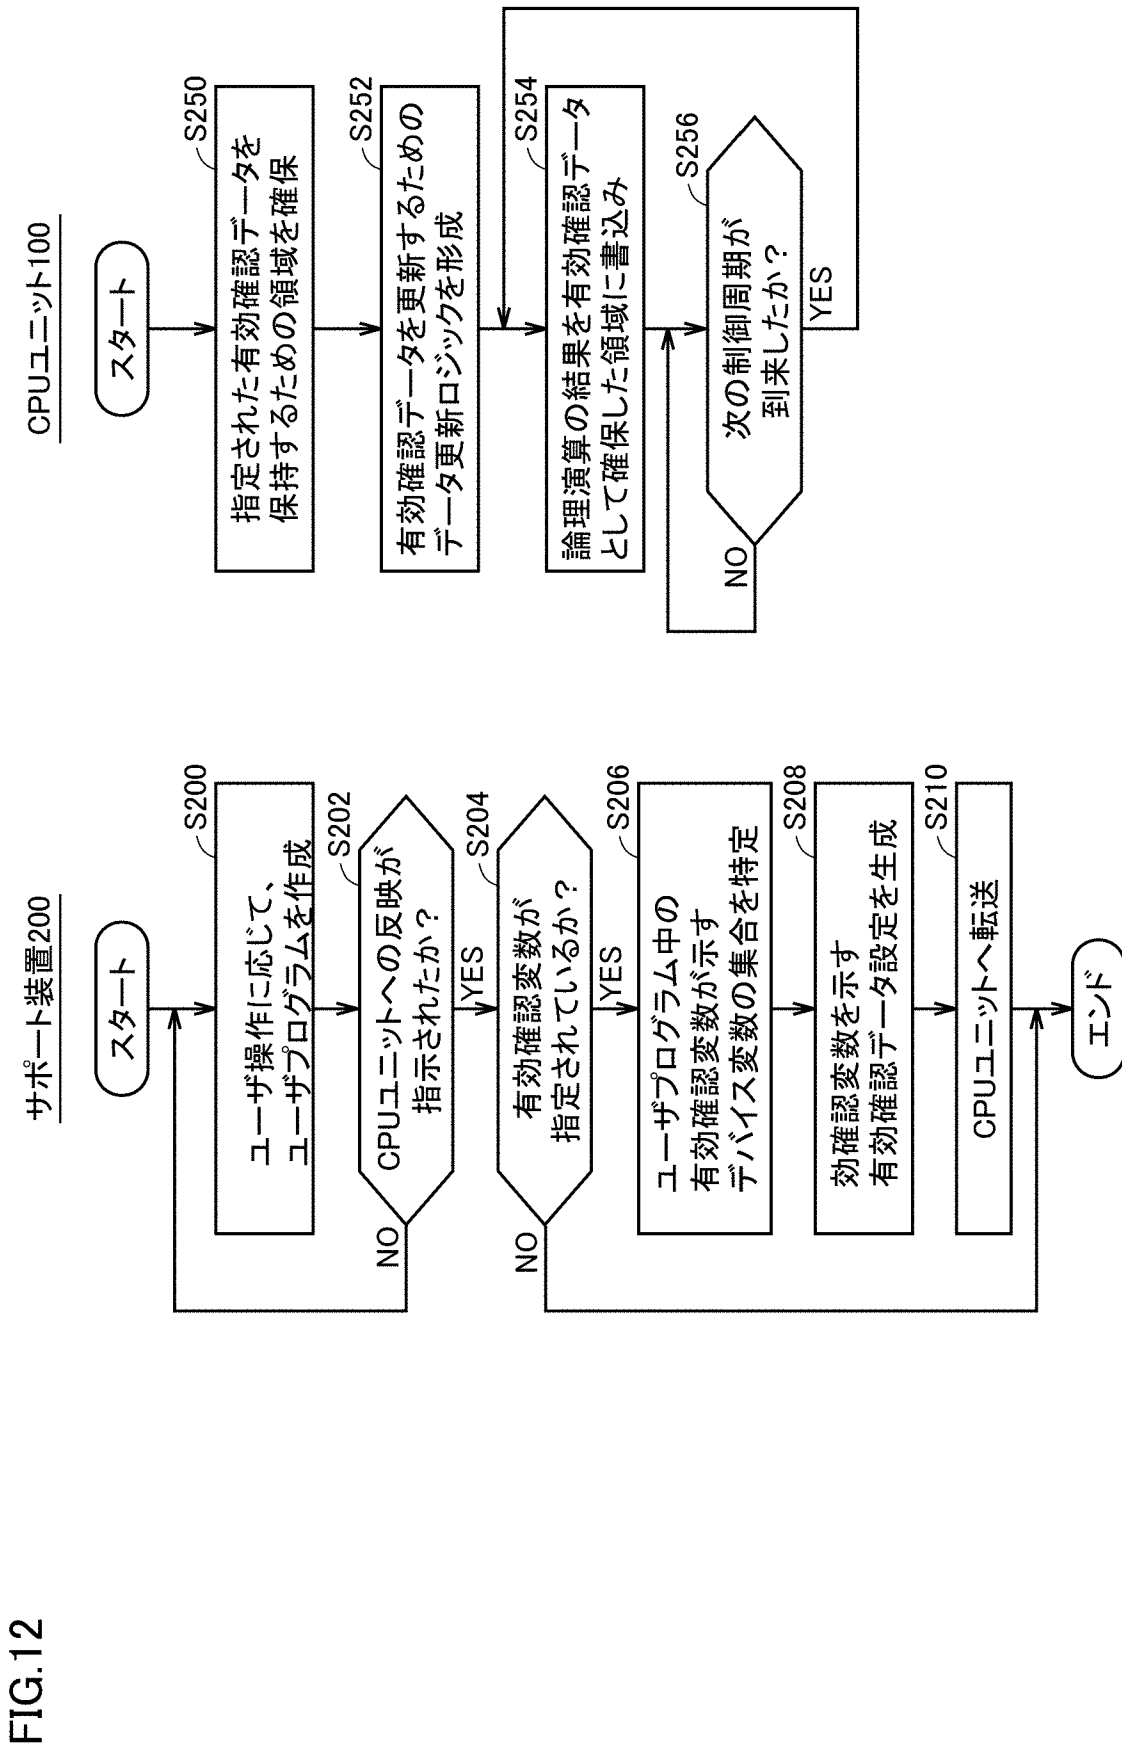 FIG.12
サポート装置200
スタート
S200
ユーザ操作に応じて、
ユーザプログラムを作成
S202
CPUユニットへの反映が
指示されたか？
NO
YES
S204
有効確認変数が
指定されているか？
NO
YES
S206
ユーザプログラム中の
有効確認変数が示す
デバイス変数の集合を特定
S208
効確認変数を示す
有効確認データ設定を生成
S210
CPUユニットへ転送
エンド
CPUユニット100
スタート
S250
指定された有効確認データを
保持するための領域を確保
S252
有効確認データを更新するための
データ更新ロジックを形成
S254
論理演算の結果を有効確認データ
として確保した領域に書込み
S256
次の制御周期が
到来したか？
NO
YES